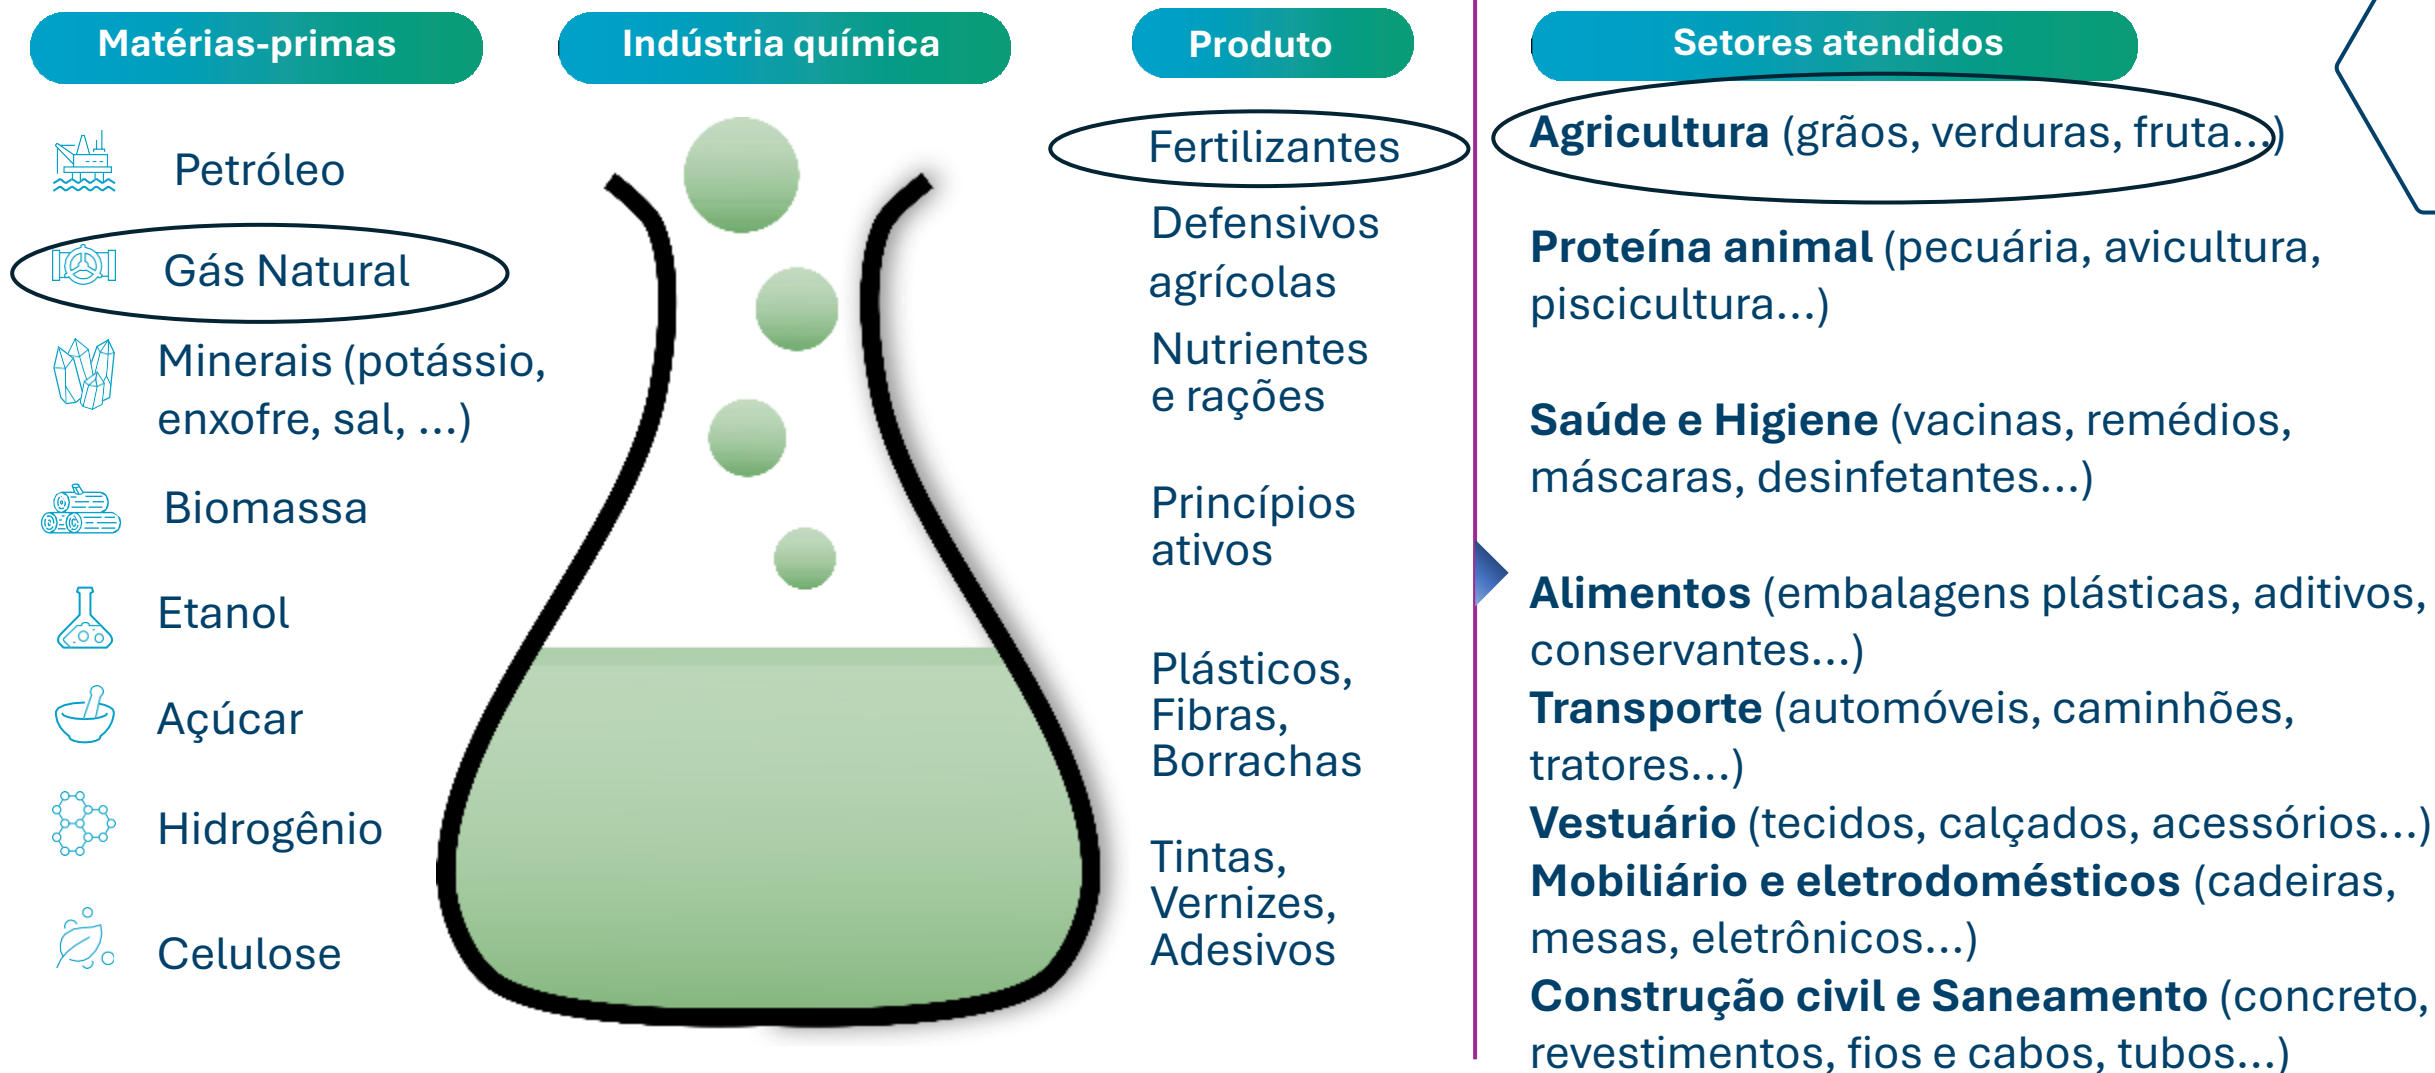 Matérias-primas
Petróleo
Gás Natural
Minerais (potássio,
enxofre, sal, ...)
Biomassa
Etanol
Açúcar
Hidrogênio
Celulose
Indústria química
Produto
Fertilizantes
Defensivos
agrícolas
Nutrientes
e rações
Princípios
ativos
Plásticos,
Fibras,
Borrachas
Tintas,
Vernizes,
Adesivos
Setores atendidos
Agricultura (grãos, verduras, fruta...)
Proteína animal (pecuária, avicultura,
piscicultura...)
Saúde e Higiene (vacinas, remédios,
máscaras, desinfetantes...)
Alimentos (embalagens plásticas, aditivos,
conservantes...)
Transporte (automóveis, caminhões,
tratores...)
Vestuário (tecidos, calçados, acessórios...)
Mobiliário e eletrodomésticos (cadeiras,
mesas, eletrônicos...)
Construção civil e Saneamento (concreto,
revestimentos, fios e cabos, tubos...)